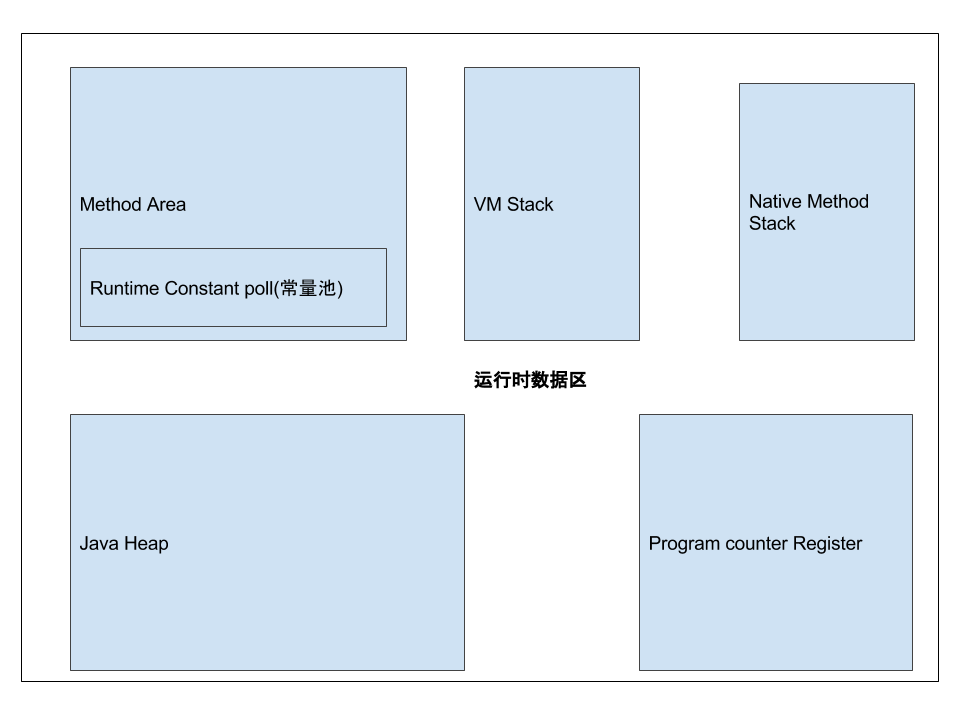 Method Area
VM Stack
Native Method
Stack
Runtime Constant poll(常量池)
运行时数据区
Java Heap
Program counter Register